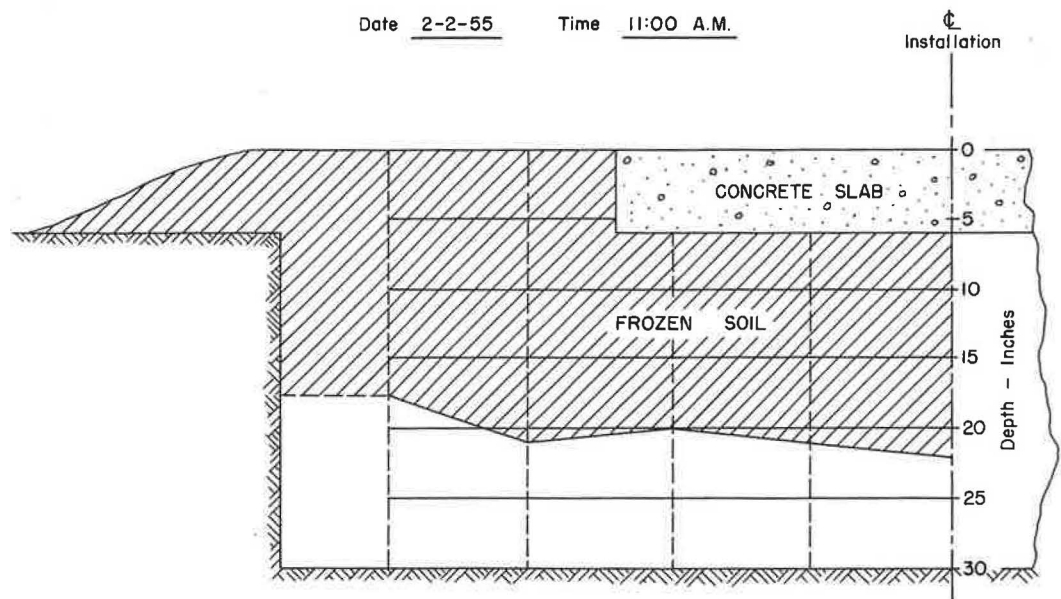 Date 2-2-55 Time 11:00 A.M.
℄
Installation
0
CONCRETE SLAB
5
10
FROZEN SOIL
15
20
25
30
Depth - Inches